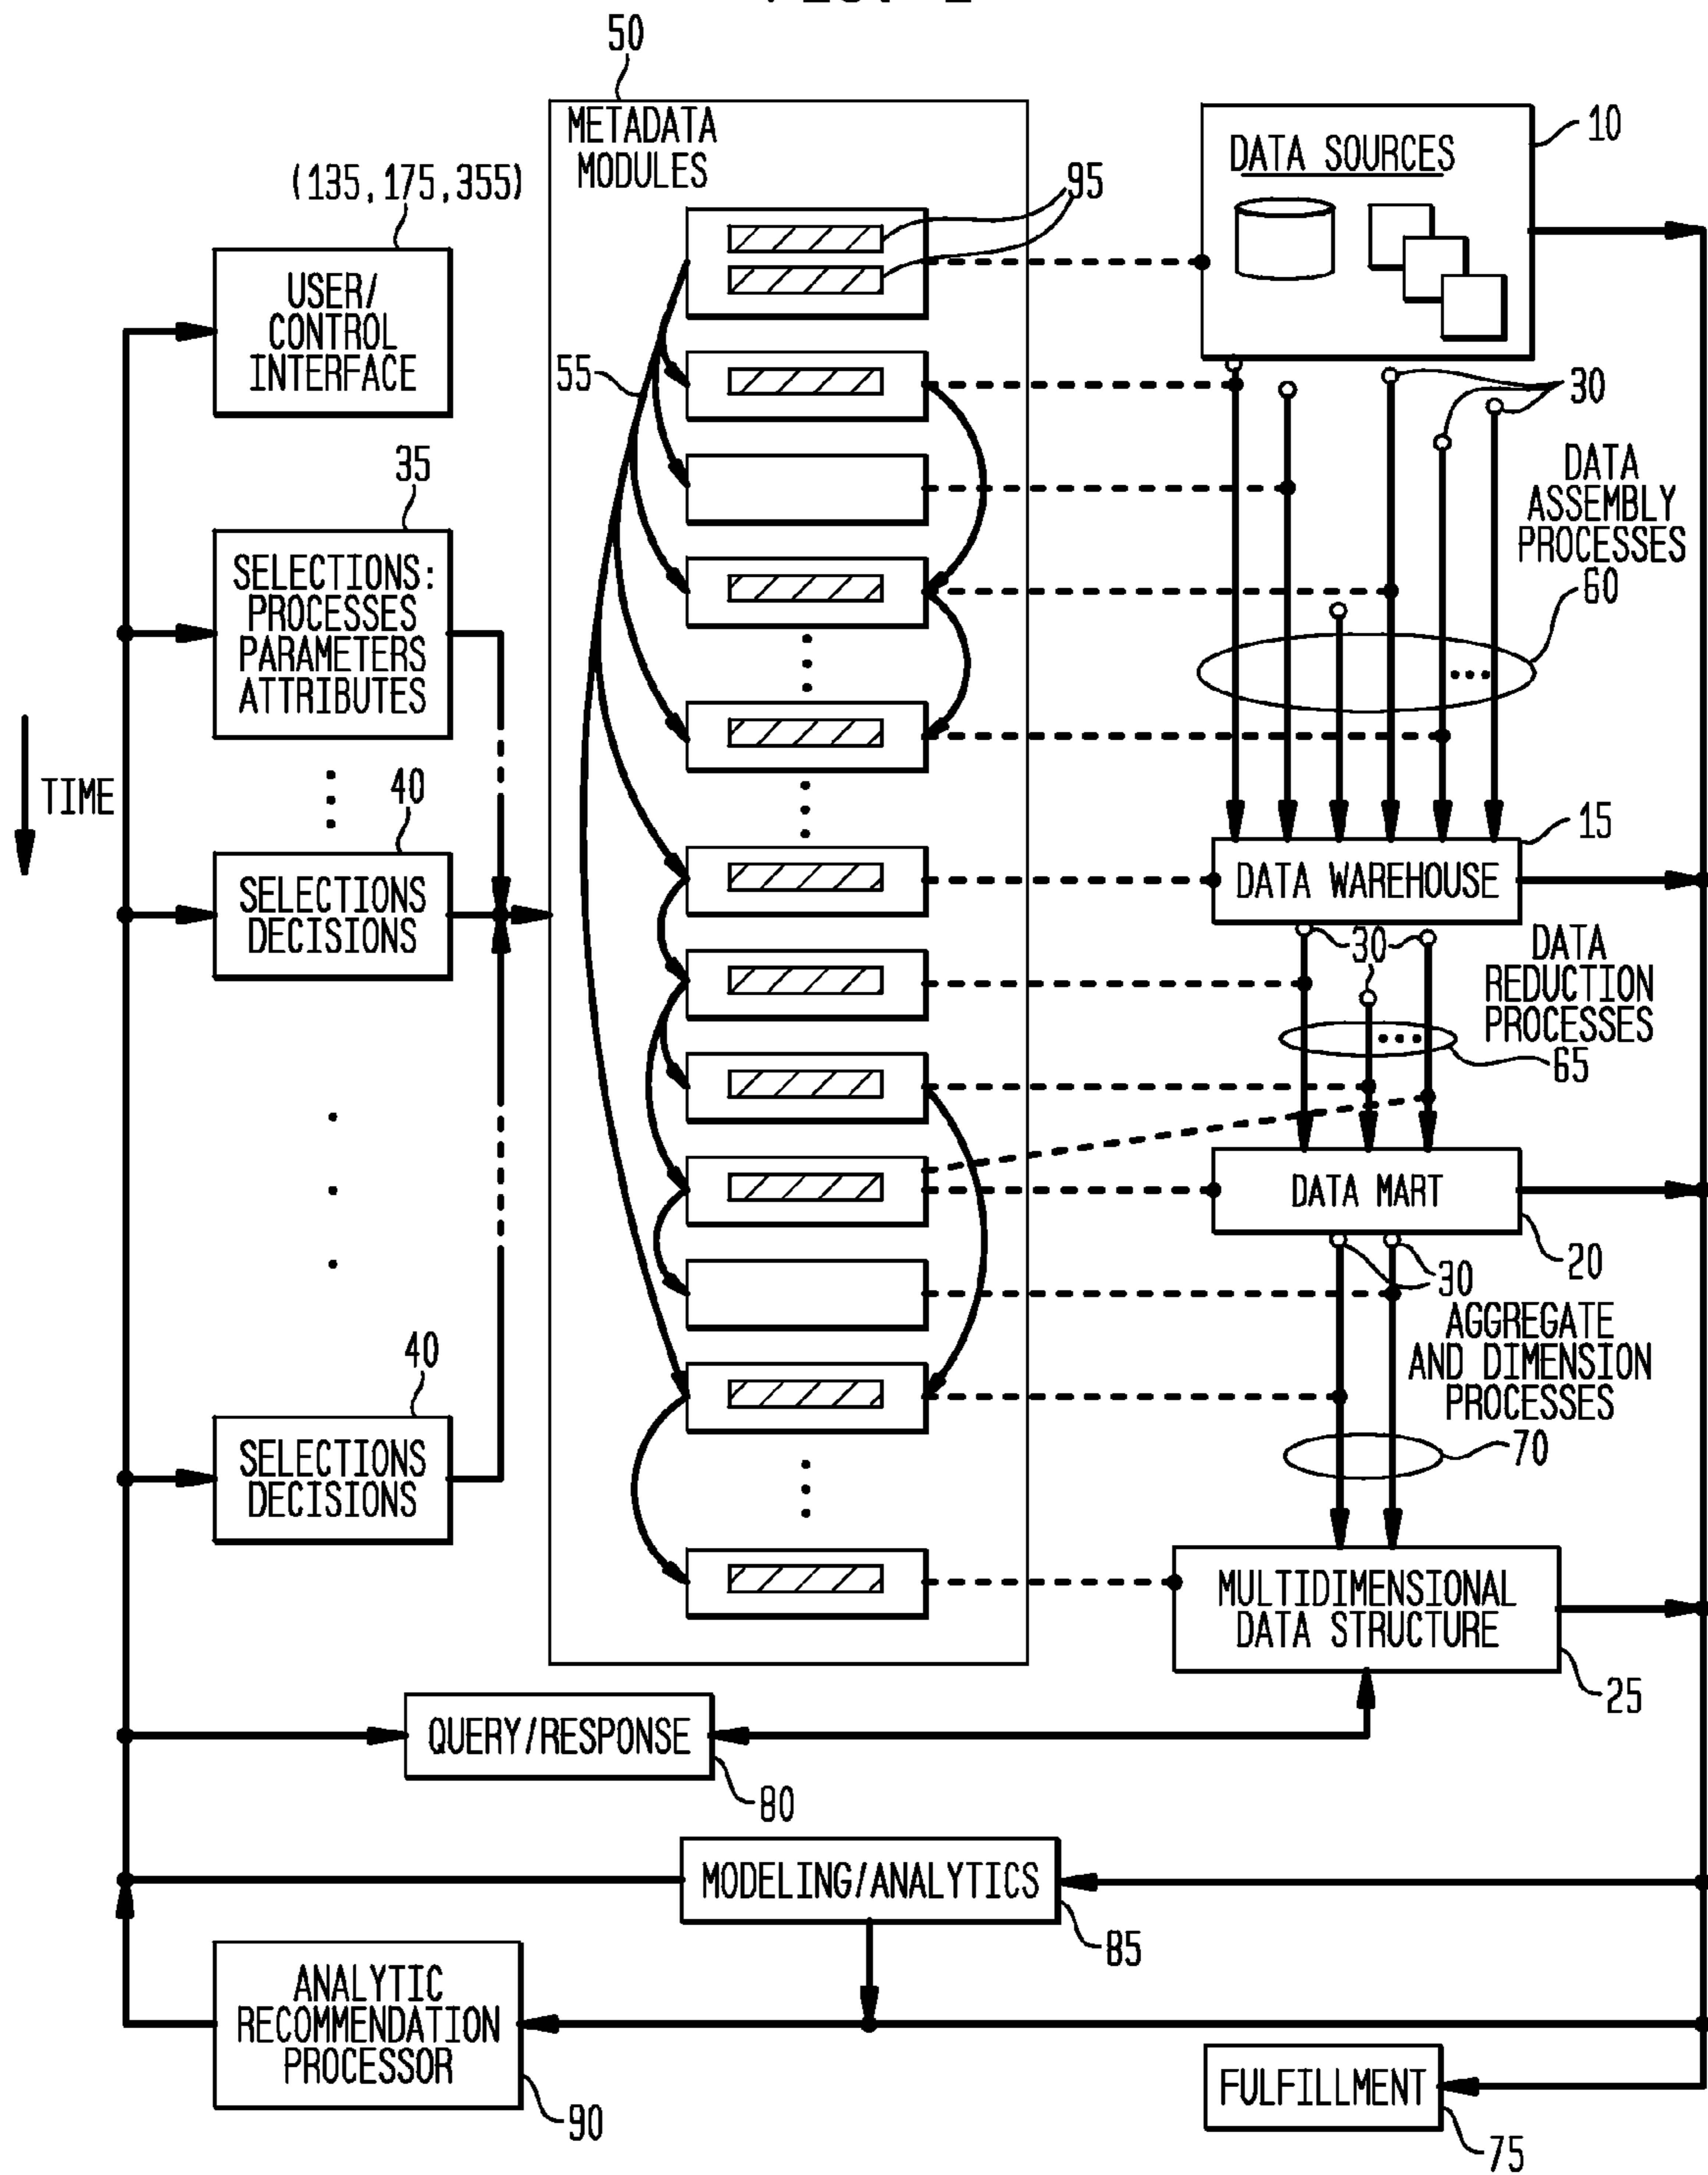 50
METADATA
MODULES
10
DATA SOURCES
95
(135,175,355)
USER/
CONTROL
INTERFACE
55
30
35
DATA
ASSEMBLY
PROCESSES
60
SELECTIONS:
PROCESSES
PARAMETERS
ATTRIBUTES
TIME
40
SELECTIONS
DECISIONS
15
DATA WAREHOUSE
30
DATA
REDUCTION
PROCESSES
65
DATA MART
20
30
AGGREGATE
AND DIMENSION
PROCESSES
70
40
SELECTIONS
DECISIONS
MULTIDIMENSIONAL
DATA STRUCTURE
25
QUERY/RESPONSE
80
MODELING/ANALYTICS
85
ANALYTIC
RECOMMENDATION
PROCESSOR
90
FULFILLMENT
75